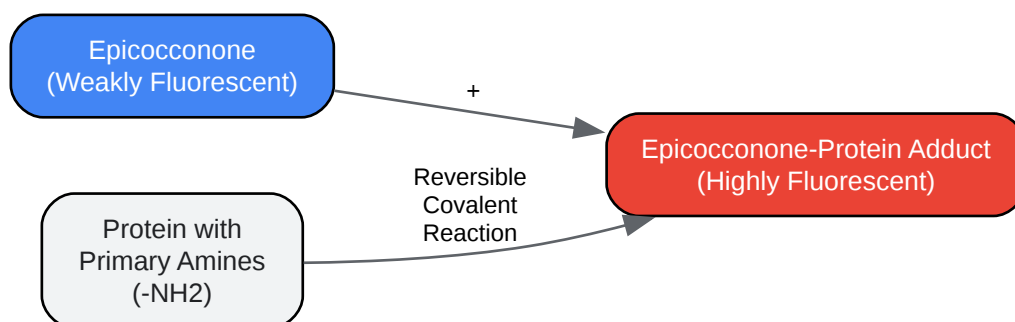 Epicocconone
(Weakly Fluorescent)
+
Epicocconone-Protein Adduct
(Highly Fluorescent)
Reversible
Covalent
Reaction
Protein with
Primary Amines
(-NH2)